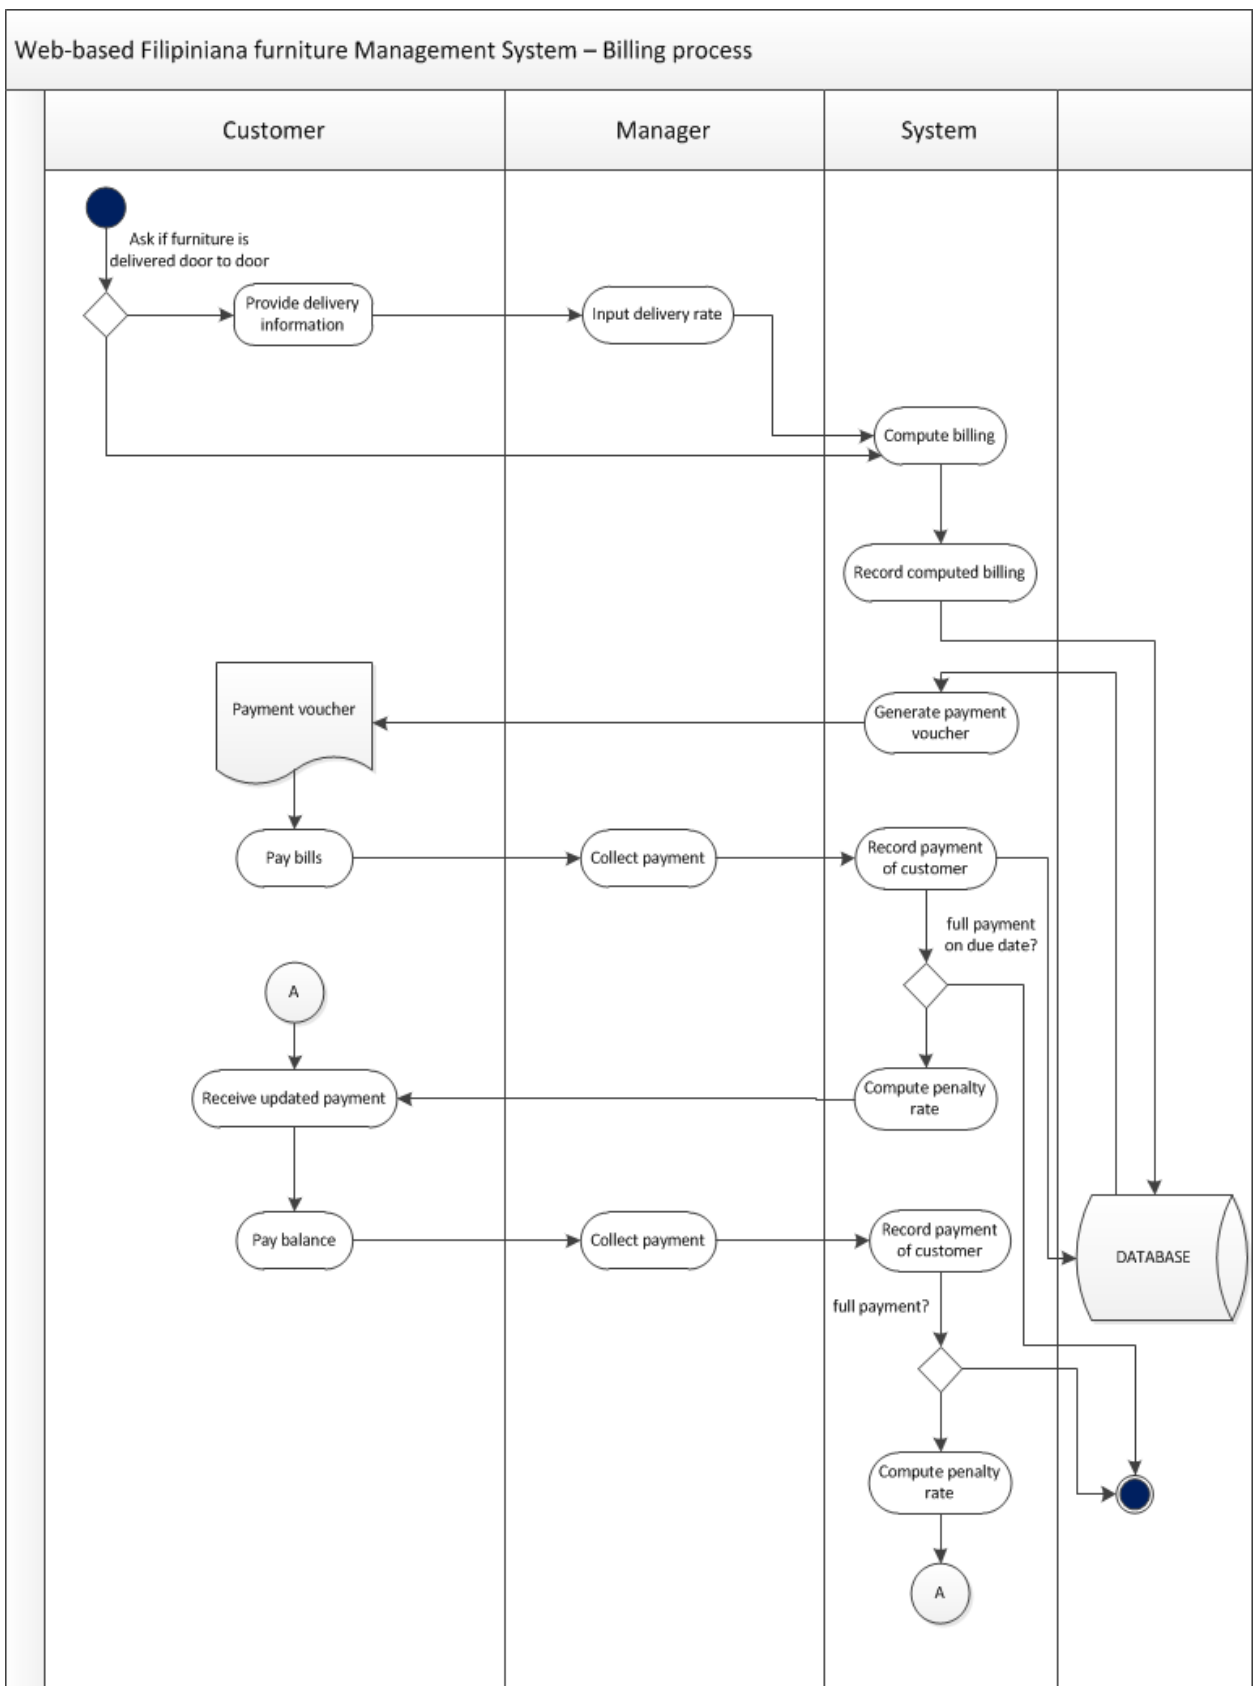 Web-based Filipiniana furniture Management System – Billing process
Customer
Manager
System
Ask if furniture is
delivered door to door
Provide delivery
information
Input delivery rate
Compute billing
Record computed billing
Payment voucher
Generate payment
voucher
Pay bills
Collect payment
Record payment
of customer
full payment
on due date?
A
Receive updated payment
Compute penalty
rate
Pay balance
Collect payment
Record payment
of customer
DATABASE
full payment?
Compute penalty
rate
A